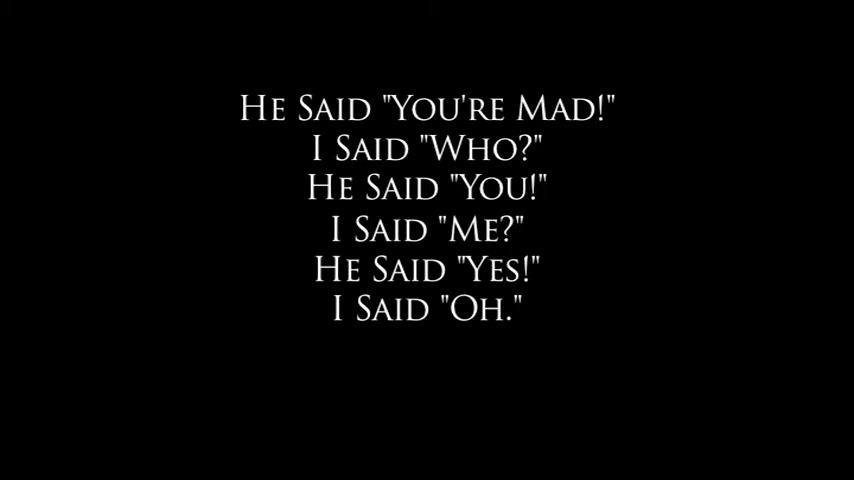 He Said "You're Mad!"
I Said "Who?"
He Said "You!"
I Said "Me?"
He Said "Yes!"
I Said "Oh."